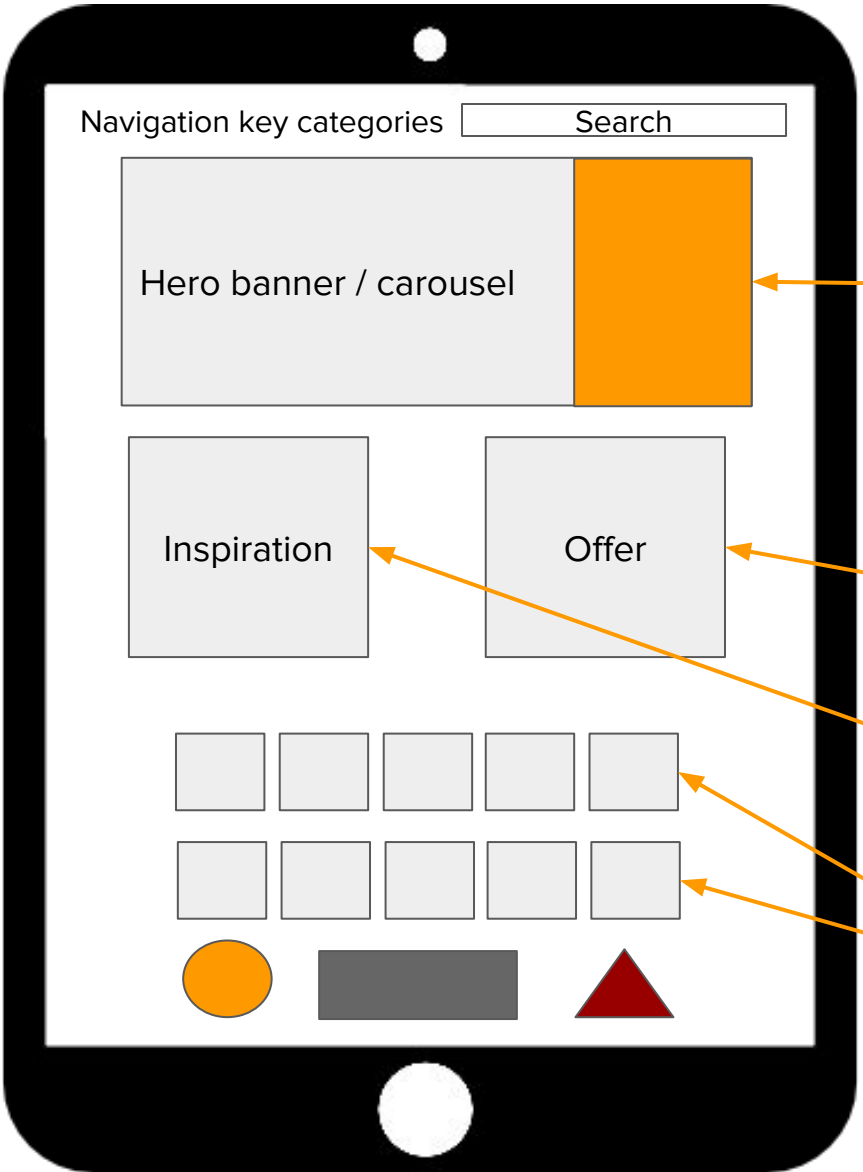 Navigation key categories
Search
Hero banner / carousel
Inspiration
Offer